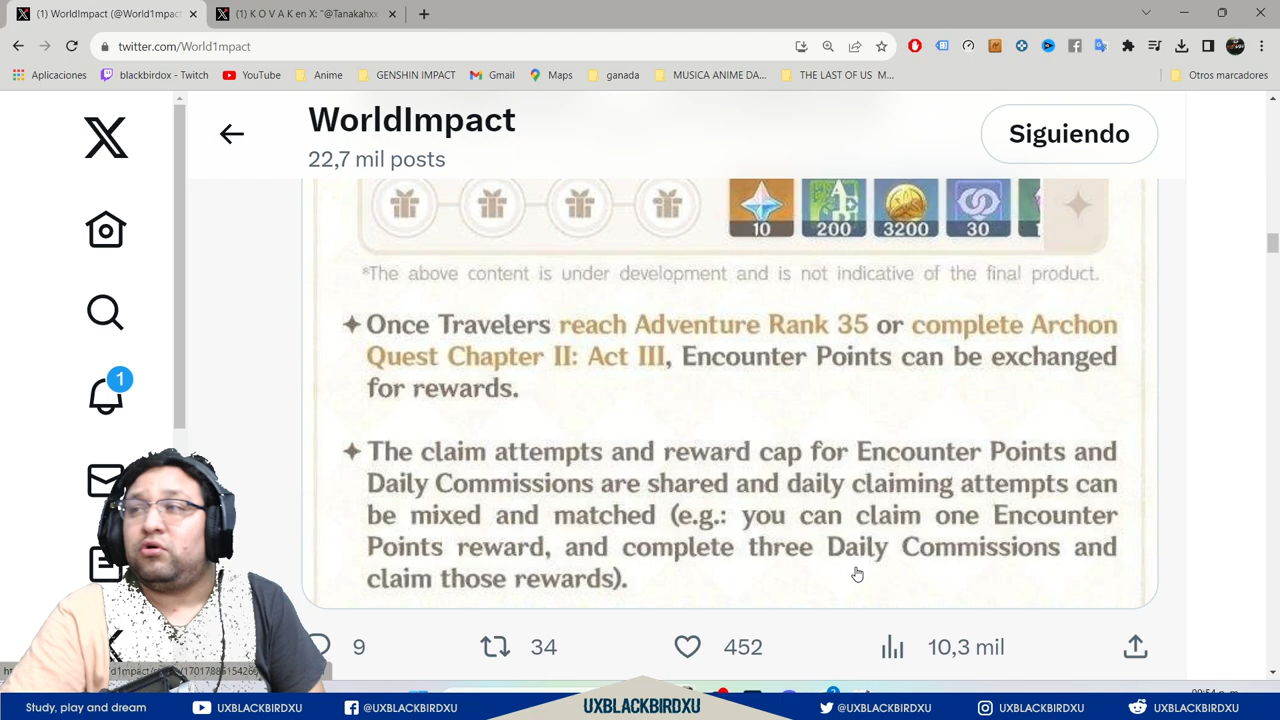 (1) WorldImpact (@World1mpact
(1) K O V A K en X: "@Tanakahxx
twitter.com/World1mpact
Aplicaciones
blackbirdox - Twitch
YouTube
Anime
GENSHIN IMPACT
Gmail
Maps
ganada
MUSICA ANIME DA...
THE LAST OF US M...
Otros marcadores
WorldImpact
22,7 mil posts
Siguiendo
10
200
3200
30
*The above content is under development and is not indicative of the final product.
Once Travelers reach Adventure Rank 35 or complete Archon
Quest Chapter II: Act III, Encounter Points can be exchanged
for rewards.
The claim attempts and reward cap for Encounter Points and
Daily Commissions are shared and daily claiming attempts can
be mixed and matched (e.g.: you can claim one Encounter
Points reward, and complete three Daily Commissions and
claim those rewards).
1
9
34
452
10,3 mil
Study, play and dream
UXBLACKBIRDXU
@UXBLACKBIRDXU
UXBLACKBIRDXU
@UXBLACKBIRDXU
UXBLACKBIRDXU
UXBLACKBIRDXU